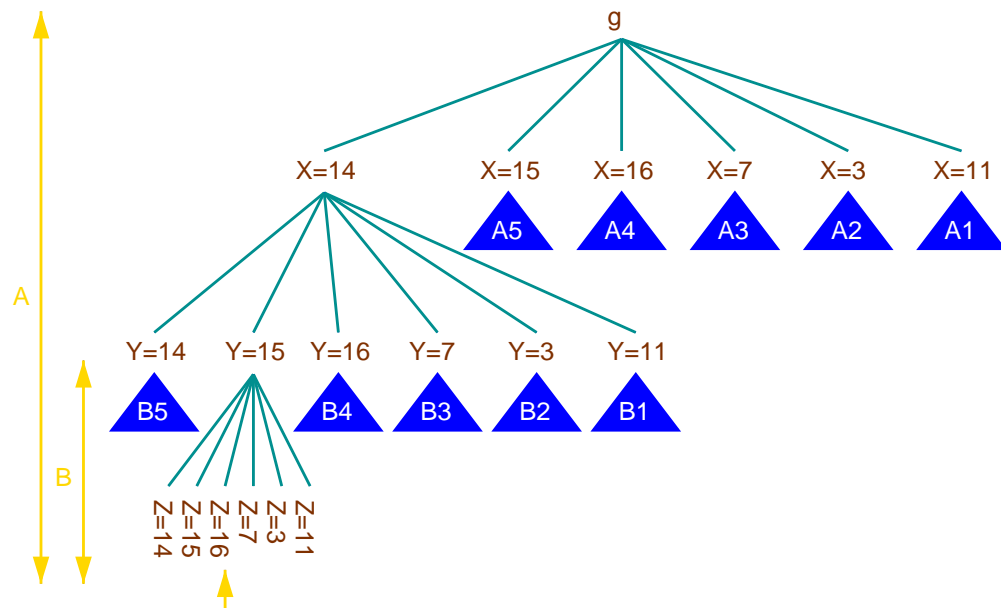 g
X=14 X=15 X=16 X=7 X=3 X=11
A5 A4 A3 A2 A1
A
Y=14 Y=15 Y=16 Y=7 Y=3 Y=11
B5 B4 B3 B2 B1
B
Z=14 Z=15 Z=16 Z=7 Z=3 Z=11